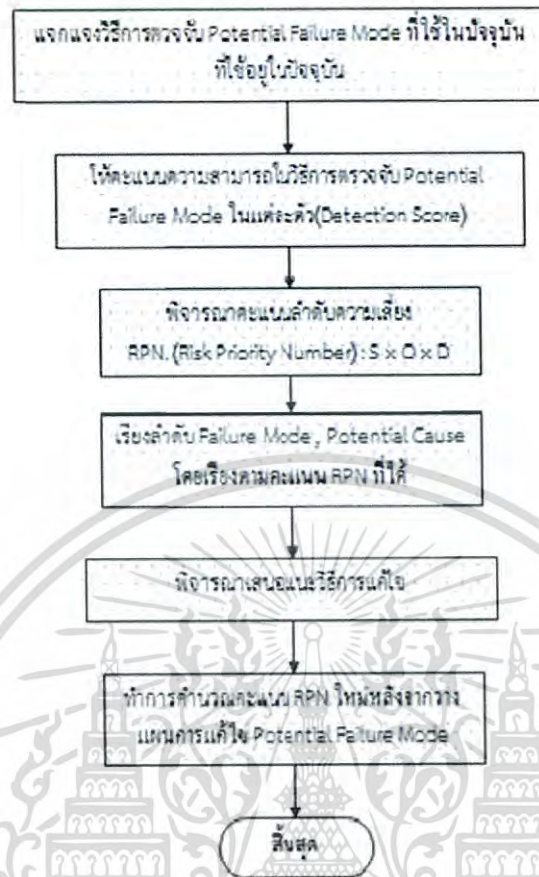 แจกแจงวิธีการตรวจจับ Potential Failure Mode ที่ใช้ในปัจจุบัน
ที่ใช้อยู่ในปัจจุบัน
ให้คะแนนความสามารถในวิธีการตรวจจับ Potential
Failure Mode ในแต่ละตัว(Detection Score)
พิจารณาคะแนนลำดับความเสี่ยง
RPN. (Risk Priority Number) : S x O x D
เรียงลำดับ Failure Mode , Potential Cause
โดยเรียงตามคะแนน RPN ที่ได้
พิจารณาเสนอแนะวิธีการแก้ไข
ทำการคำนวณคะแนน RPN ใหม่หลังจากวาง
แผนการแก้ไข Potential Failure Mode
สิ้นสุด